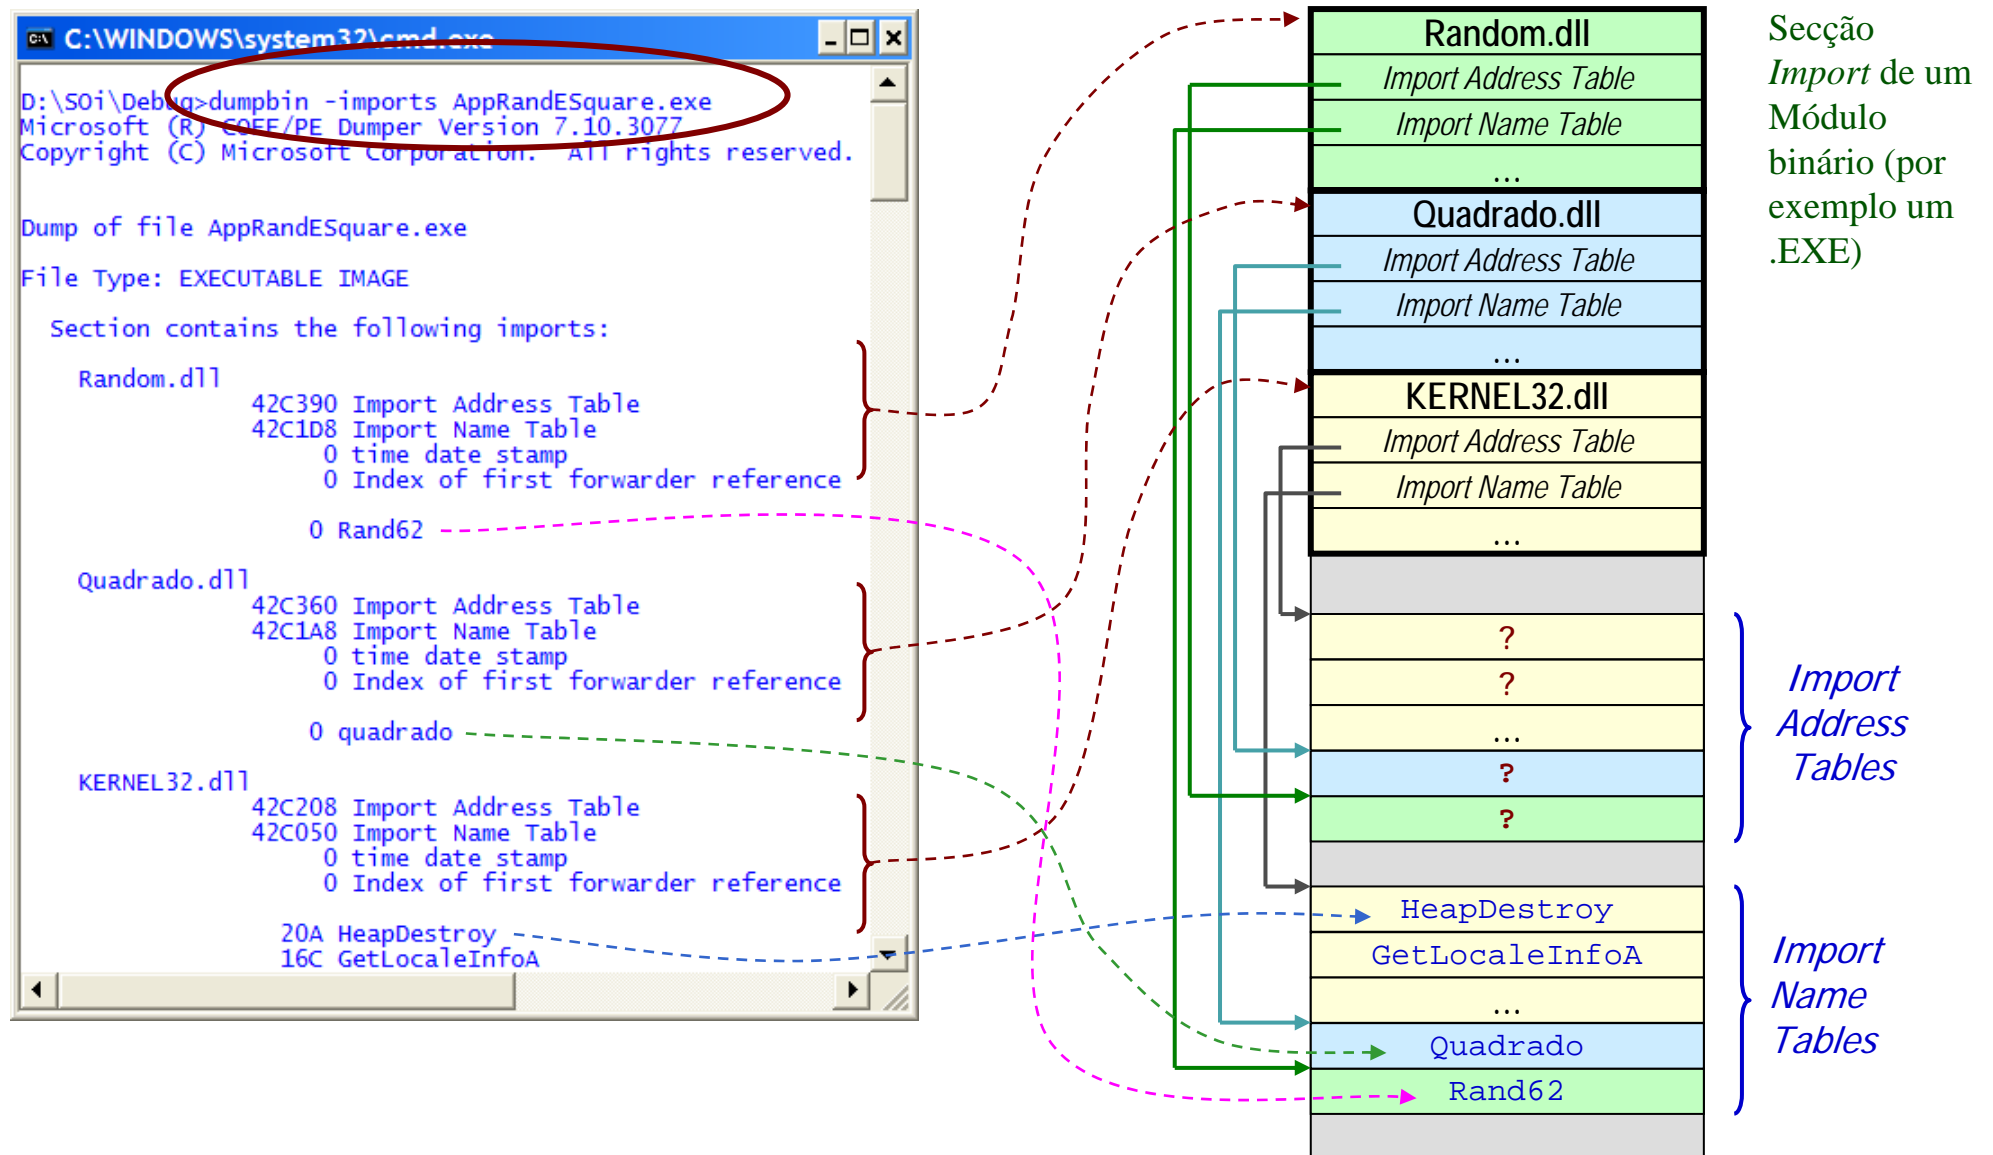 C:\WINDOWS\system32\cmd.exe
D:\SOi\Debug>dumpbin -imports AppRandESquare.exe
Microsoft (R) COFF/PE Dumper Version 7.10.3077
Copyright (C) Microsoft Corporation.  All rights reserved.
Dump of file AppRandESquare.exe
File Type: EXECUTABLE IMAGE
Section contains the following imports:
Random.dll
42C390 Import Address Table
42C1D8 Import Name Table
0 time date stamp
0 Index of first forwarder reference
0 Rand62
Quadrado.dll
42C360 Import Address Table
42C1A8 Import Name Table
0 time date stamp
0 Index of first forwarder reference
0 quadrado
KERNEL32.dll
42C208 Import Address Table
42C050 Import Name Table
0 time date stamp
0 Index of first forwarder reference
20A HeapDestroy
16C GetLocaleInfoA
Random.dll
Import Address Table
Import Name Table
...
Quadrado.dll
Import Address Table
Import Name Table
...
KERNEL32.dll
Import Address Table
Import Name Table
...
?
?
...
?
?
HeapDestroy
GetLocaleInfoA
...
Quadrado
Rand62
Secção
Import de um
Módulo
binário (por
exemplo um
.EXE)
Import
Address
Tables
Import
Name
Tables